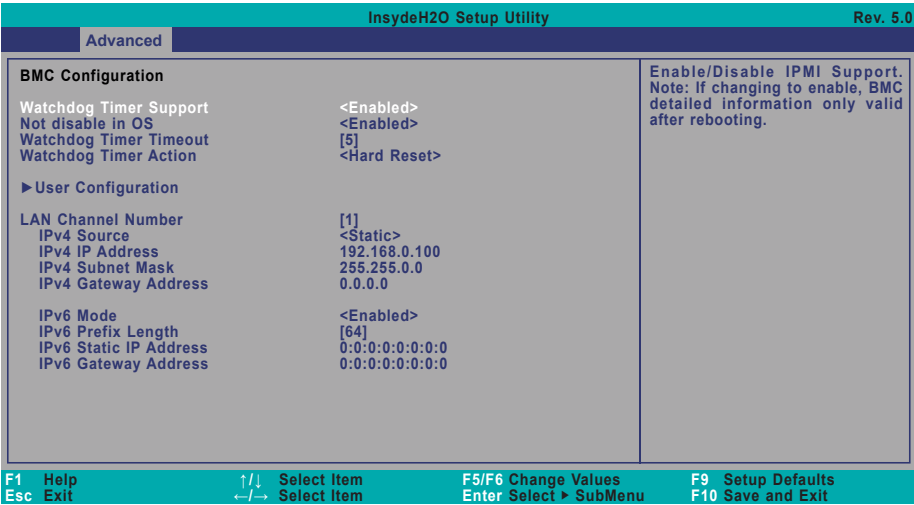 InsydeH2O Setup Utility Rev. 5.0
Advanced
BMC Configuration
Watchdog Timer Support <Enabled>
Not disable in OS <Enabled>
Watchdog Timer Timeout [5]
Watchdog Timer Action <Hard Reset>
►User Configuration
LAN Channel Number [1]
IPv4 Source <Static>
IPv4 IP Address 192.168.0.100
IPv4 Subnet Mask 255.255.0.0
IPv4 Gateway Address 0.0.0.0
IPv6 Mode <Enabled>
IPv6 Prefix Length [64]
IPv6 Static IP Address 0:0:0:0:0:0:0:0
IPv6 Gateway Address 0:0:0:0:0:0:0:0
Enable/Disable IPMI Support.
Note: If changing to enable, BMC
detailed information only valid
after rebooting.
F1 Help ↑/↓ Select Item F5/F6 Change Values F9 Setup Defaults
Esc Exit ←/→ Select Item Enter Select ► SubMenu F10 Save and Exit